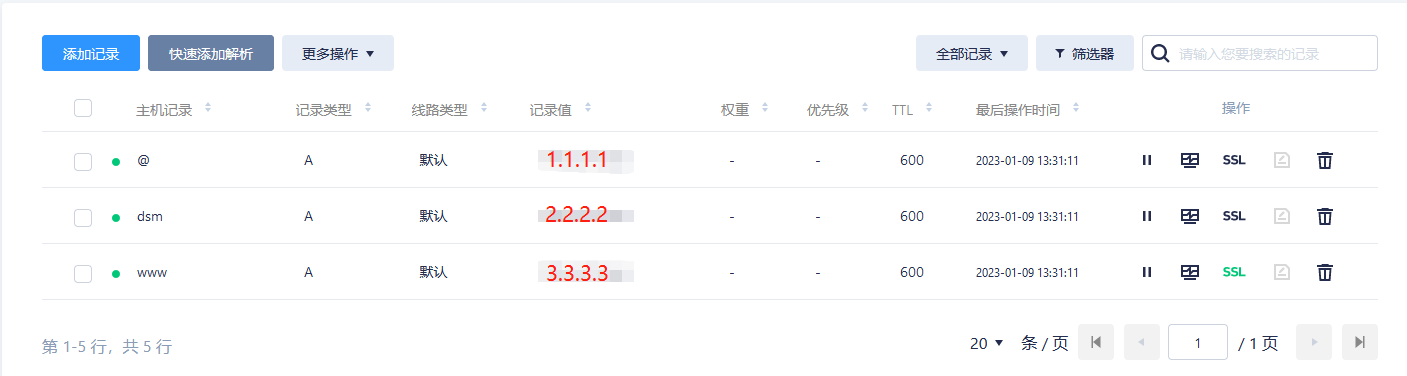 添加记录 快速添加解析 更多操作 全部记录 筛选器 请输入您要搜索的记录
主机记录 记录类型 线路类型 记录值 权重 优先级 TTL 最后操作时间 操作
@ A 默认 1.1.1.1 - - 600 2023-01-09 13:31:11 SSL
dsm A 默认 2.2.2.2 - - 600 2023-01-09 13:31:11 SSL
www A 默认 3.3.3.3 - - 600 2023-01-09 13:31:11 SSL
第 1-5 行，共 5 行 20 条 / 页 1 / 1 页